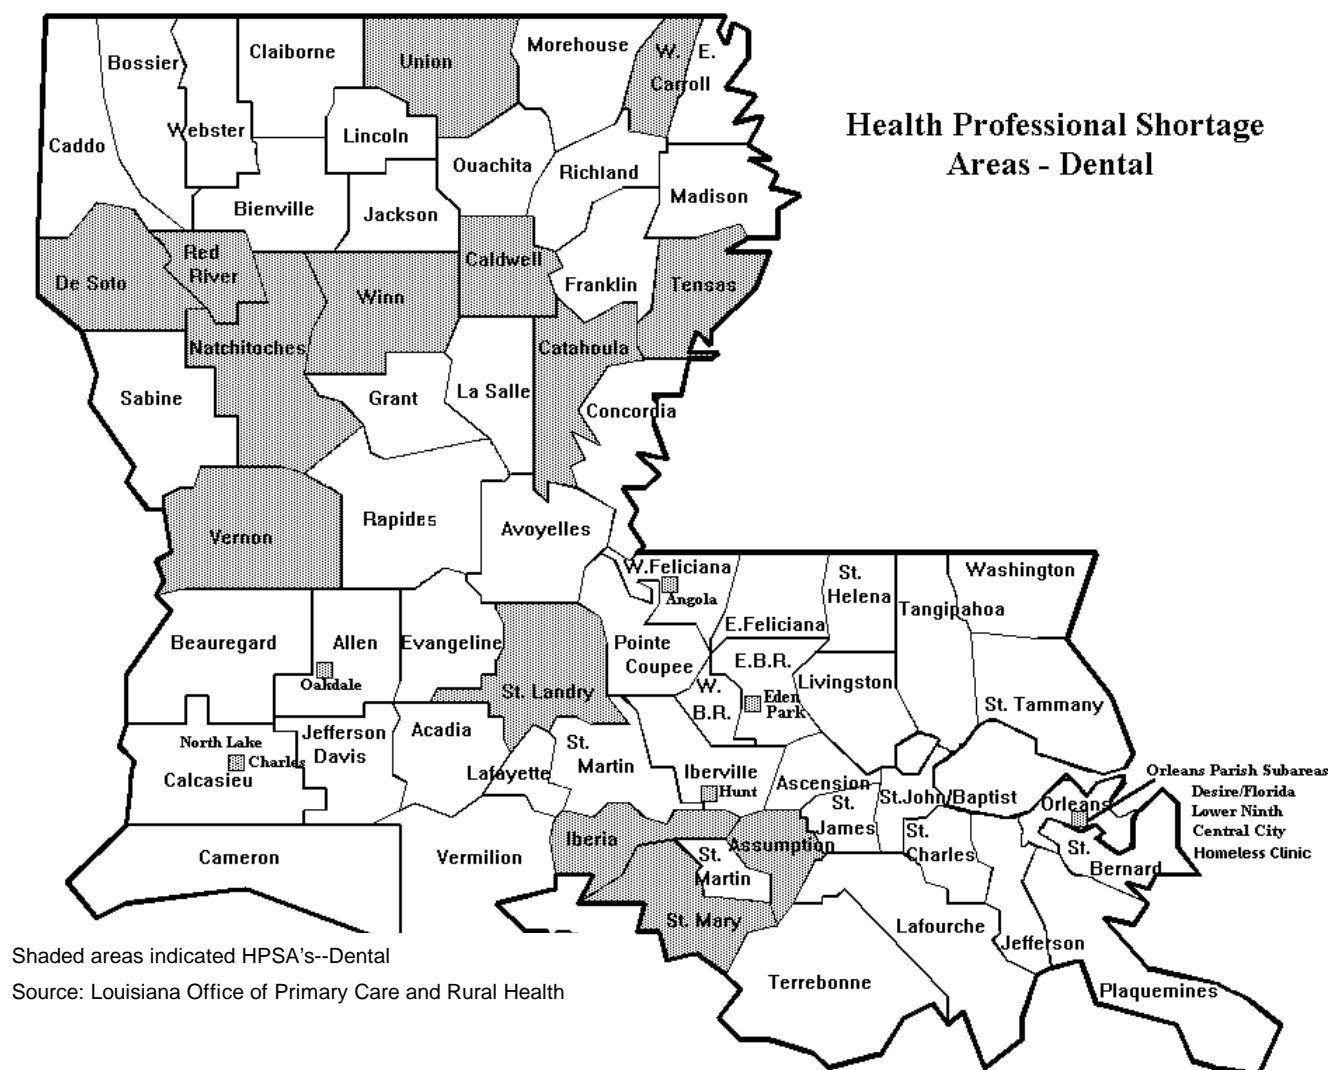 Health Professional Shortage
Areas - Dental
Bossier
Claiborne
Union
Morehouse
W.
E.
Carroll
Caddo
Webster
Lincoln
Ouachita
Richland
Madison
Bienville
Jackson
De Soto
Red
River
Winn
Caldwell
Franklin
Tensas
Natchitoches
Catahoula
Sabine
Grant
La Salle
Concordia
Vernon
Rapides
Avoyelles
W.Feliciana
Angola
St.
Helena
Washington
Tangipahoa
E.Feliciana
Beauregard
Allen
Oakdale
Evangeline
Pointe
Coupee
E.B.R.
Livingston
St. Landry
W.
B.R.
Eden
Park
St. Tammany
North Lake
Charles
Calcasieu
Jefferson
Davis
Acadia
Lafayette
St.
Martin
Iberville
Hunt
Ascension
St.
James
St.John/Baptist
Orleans
Orleans Parish Subareas
Desire/Florida
Lower Ninth
Central City
Homeless Clinic
Cameron
Vermilion
Iberia
St.
Martin
Assumption
St.
Charles
St.
Bernard
St. Mary
Lafourche
Jefferson
Terrebonne
Plaquemines
Shaded areas indicated HPSA's--Dental
Source: Louisiana Office of Primary Care and Rural Health